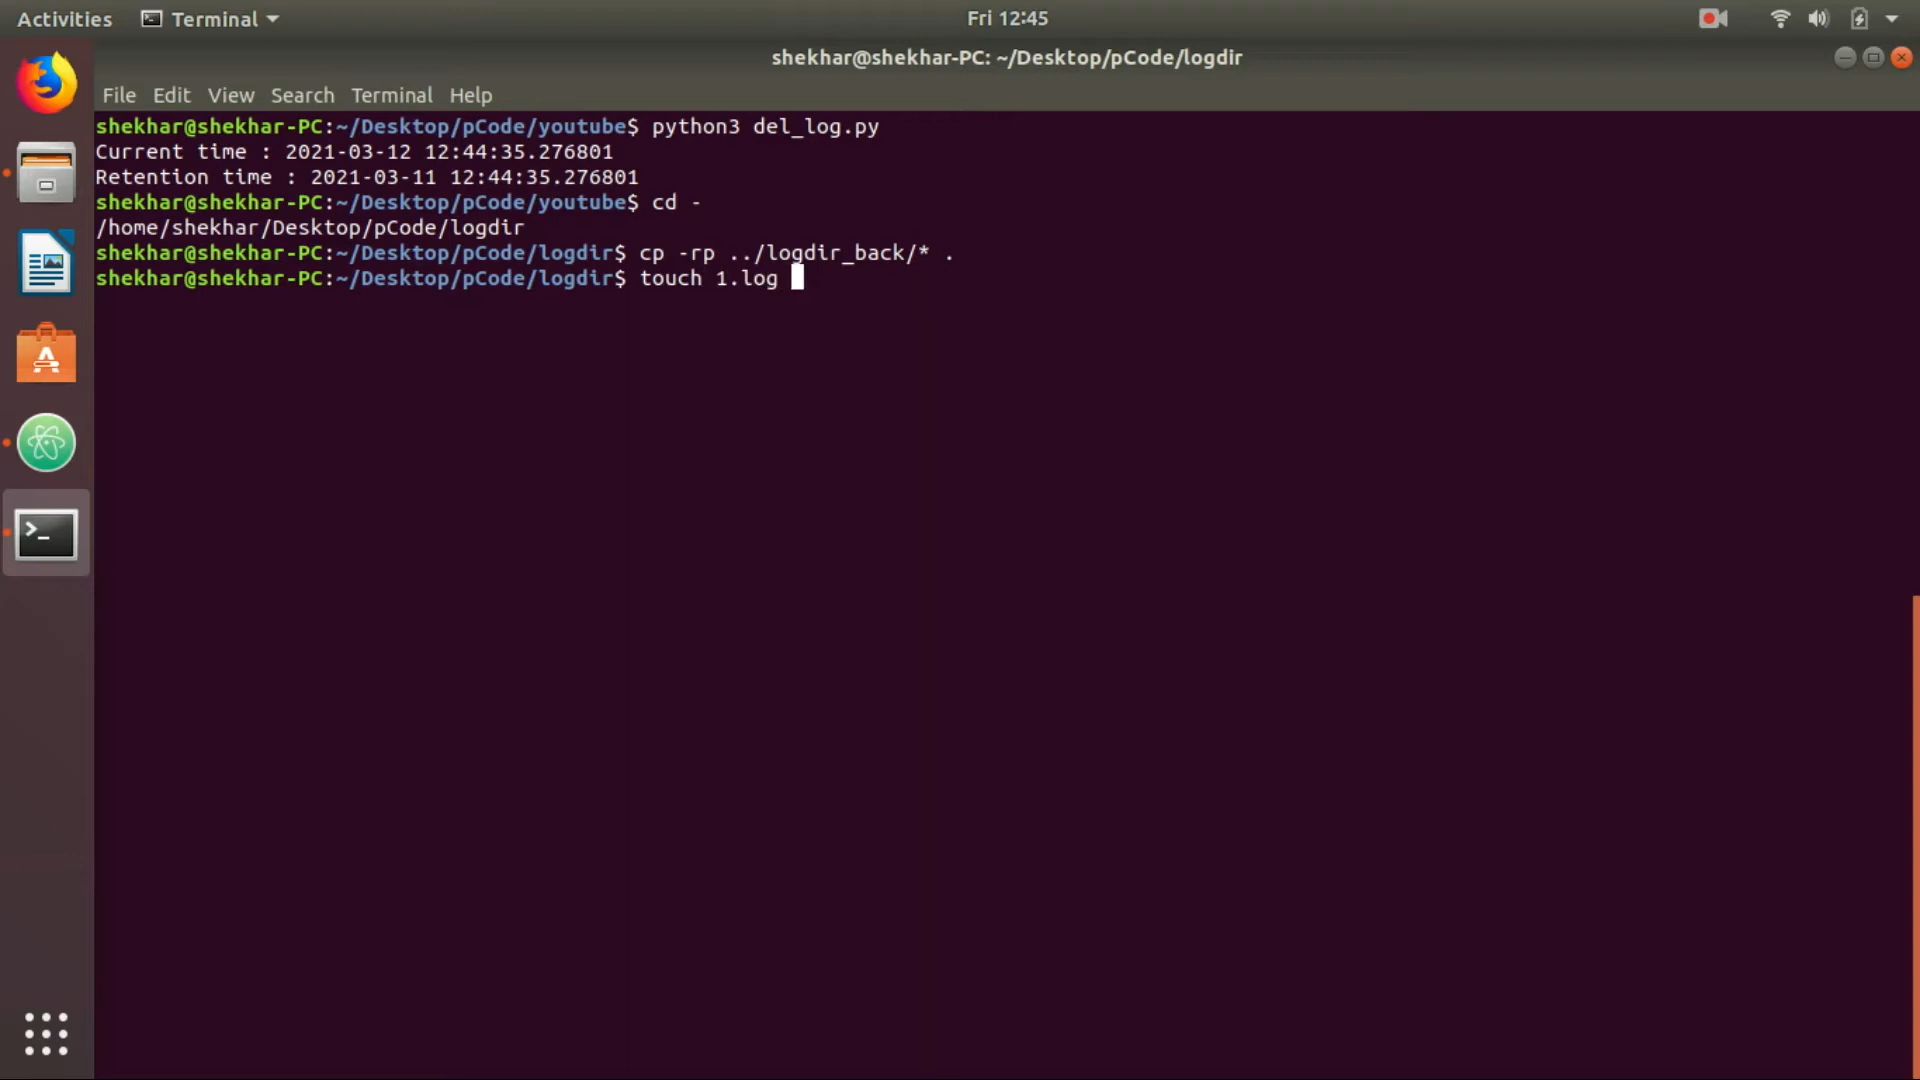 Activities Terminal Fri 12:45
shekhar@shekhar-PC: ~/Desktop/pCode/logdir
File Edit View Search Terminal Help
shekhar@shekhar-PC:~/Desktop/pCode/youtube$ python3 del_log.py
Current time : 2021-03-12 12:44:35.276801
Retention time : 2021-03-11 12:44:35.276801
shekhar@shekhar-PC:~/Desktop/pCode/youtube$ cd -
/home/shekhar/Desktop/pCode/logdir
shekhar@shekhar-PC:~/Desktop/pCode/logdir$ cp -rp ../logdir_back/* .
shekhar@shekhar-PC:~/Desktop/pCode/logdir$ touch 1.log